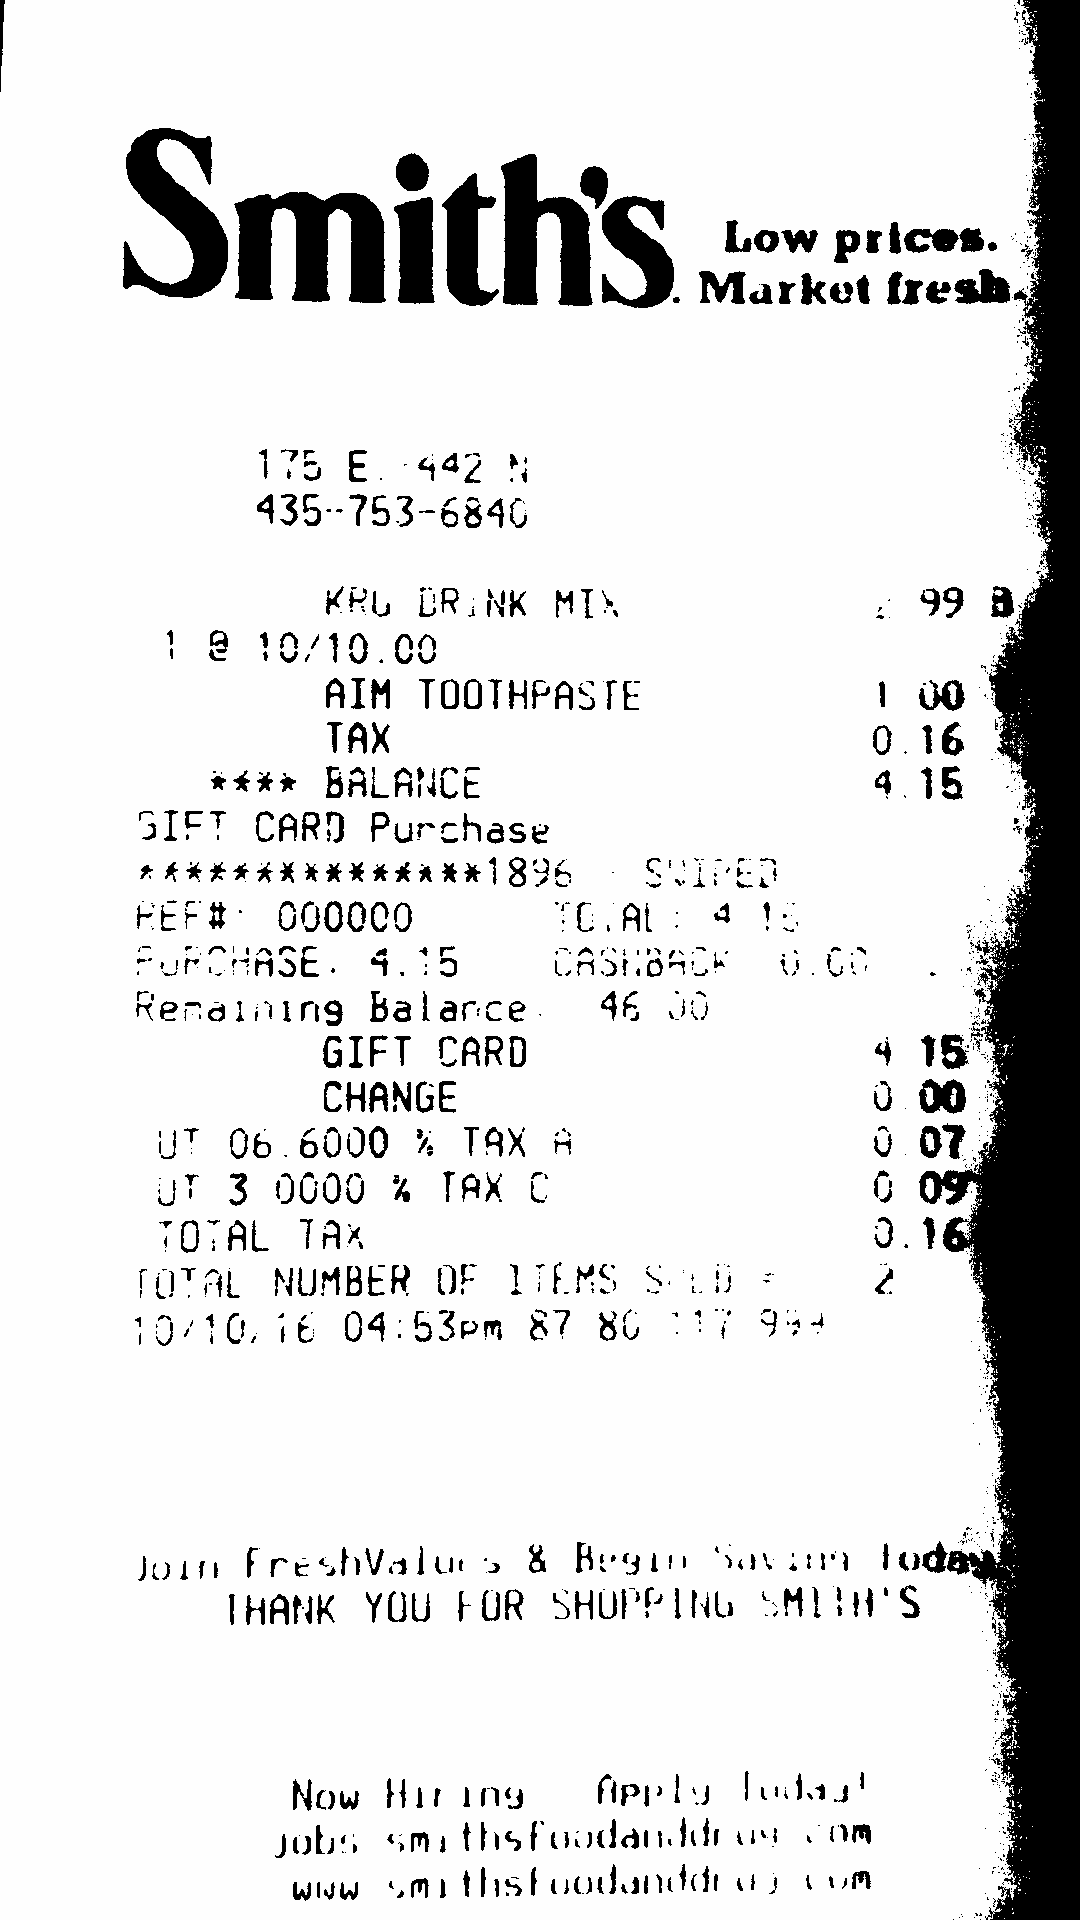 Smith's. Low prices.
Market fresh.
175 E. 442 N
435-753-6840
KRG DRINK MIX 2.99 B
1 @ 10/10.00
AIM TOOTHPASTE 1.00
TAX 0.16
**** BALANCE 4.15
GIFT CARD Purchase
***************1896 - SWIPED
REF#: 000000 TOTAL: 4.15
PURCHASE: 4.15 CASHBACK: 0.00
Remaining Balance: 46.00
GIFT CARD 4.15
CHANGE 0.00
UT 06.6000 % TAX A 0.07
UT 3.0000 % TAX C 0.09
TOTAL TAX 0.16
TOTAL NUMBER OF ITEMS SOLD = 2
10/10/16 04:53pm 87 80 117 999
Join FreshValues & Begin Saving Today!
THANK YOU FOR SHOPPING SMITH'S
Now Hiring Apply Today!
jobs.smithsfoodanddrug.com
www.smithsfoodanddrug.com